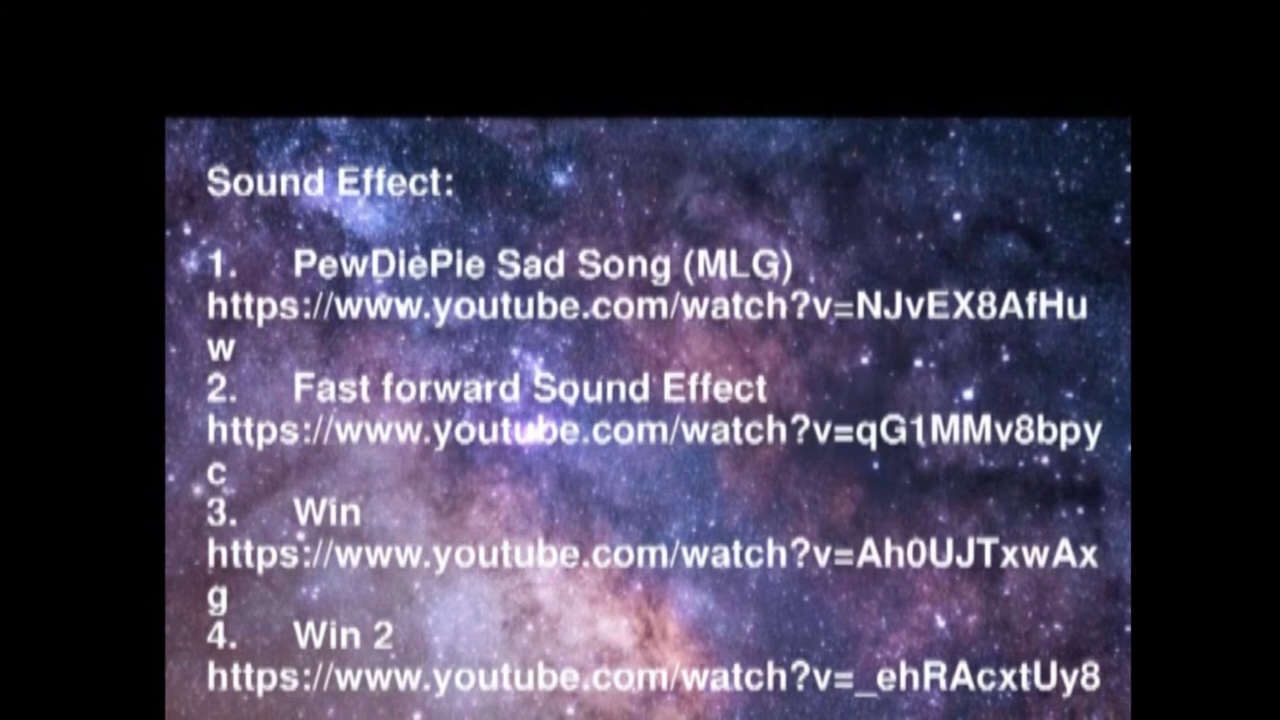 Sound Effect:
1. PewDiePie Sad Song (MLG)
https://www.youtube.com/watch?v=NJvEX8AfHu
w
2. Fast forward Sound Effect
https://www.youtube.com/watch?v=qG1MMv8bpy
c
3. Win
https://www.youtube.com/watch?v=Ah0UJTxwAx
g
4. Win 2
https://www.youtube.com/watch?v=_ehRAcxtUy8